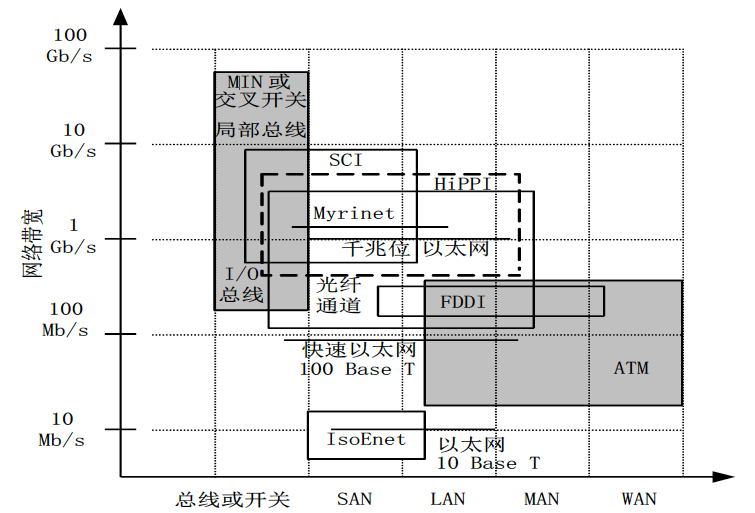 100
Gb/s
MIN 或
交叉开关
局部总线
10
Gb/s
SCI
HiPPI
Myrinet
网络带宽
1
Gb/s
千兆位 以太网
I/O
总线
光纤
通道
FDDI
100
Mb/s
快速以太网
100 Base T
ATM
10
Mb/s
IsoEnet
以太网
10 Base T
总线或开关
SAN
LAN
MAN
WAN